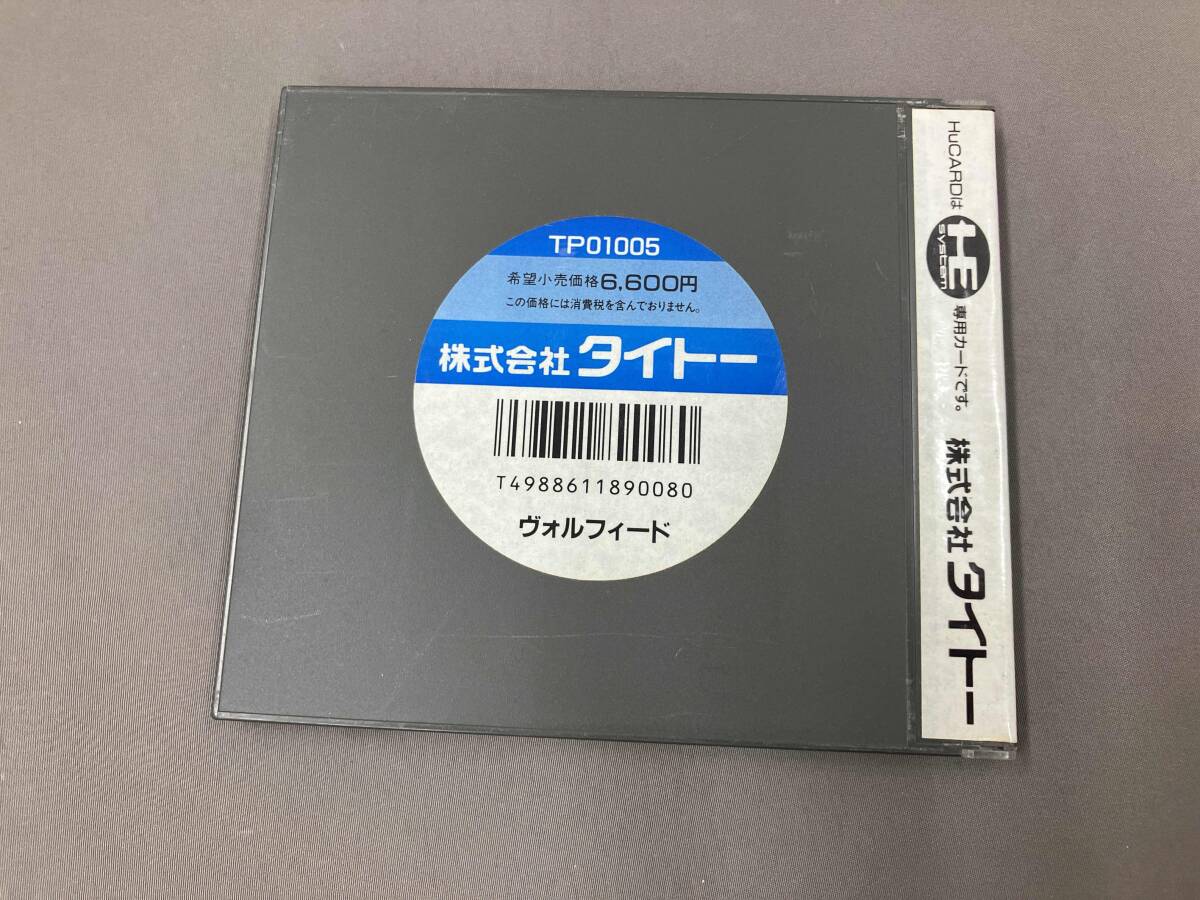 TP01005
希望小売価格6,600円
この価格には消費税を含んでおりません。
株式会社タイトー
T4988611890080
ヴォルフィード
HuCARDは HE system 専用カードです。 株式会社タイトー